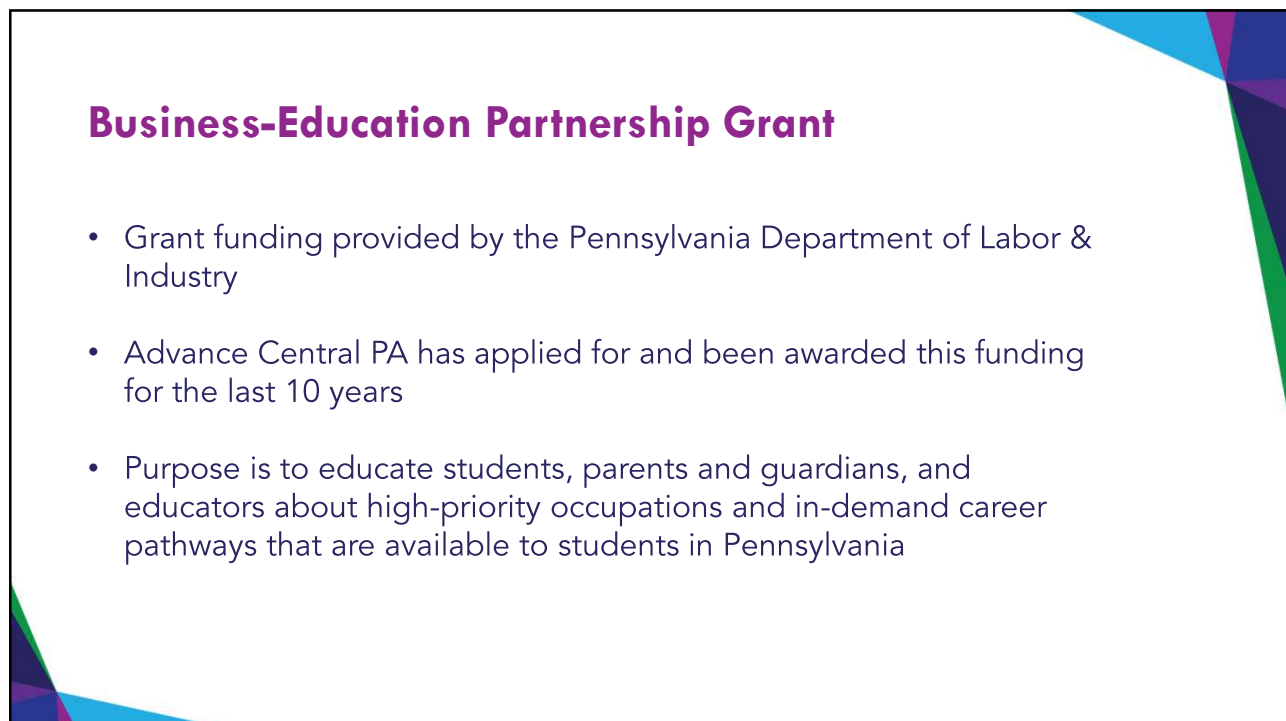 Business-Education Partnership Grant
• Grant funding provided by the Pennsylvania Department of Labor &
Industry
• Advance Central PA has applied for and been awarded this funding
for the last 10 years
• Purpose is to educate students, parents and guardians, and
educators about high-priority occupations and in-demand career
pathways that are available to students in Pennsylvania